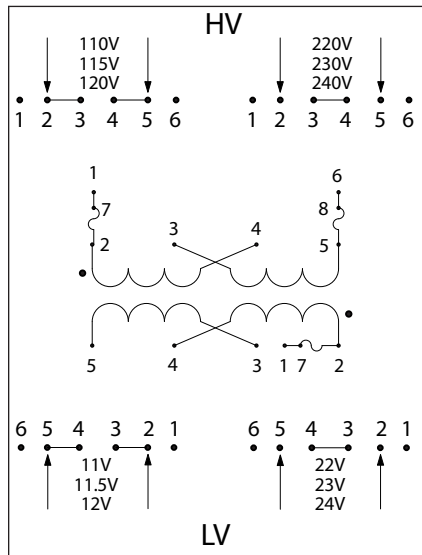 HV
110V 220V
115V 230V
120V 240V
1 2 3 4 5 6 1 2 3 4 5 6
1 6
7 8
2 3 4 5
5 4 3 1 7 2
6 5 4 3 2 1 6 5 4 3 2 1
11V 22V
11.5V 23V
12V 24V
LV